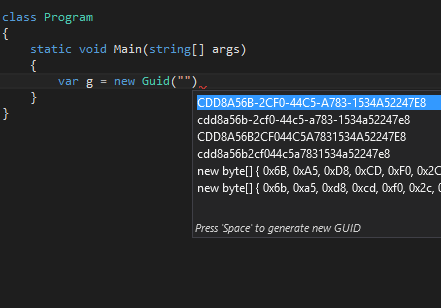 class Program
{
static void Main(string[] args)
{
var g = new Guid("")
}
}
CDD8A56B-2CF0-44C5-A783-1534A52247E8
cdd8a56b-2cf0-44c5-a783-1534a52247e8
CDD8A56B2CF044C5A7831534A52247E8
cdd8a56b2cf044c5a7831534a52247e8
new byte[] { 0x6B, 0xA5, 0xD8, 0xCD, 0xF0, 0x2C
new byte[] { 0x6b, 0xa5, 0xd8, 0xcd, 0xf0, 0x2c,
Press 'Space' to generate new GUID